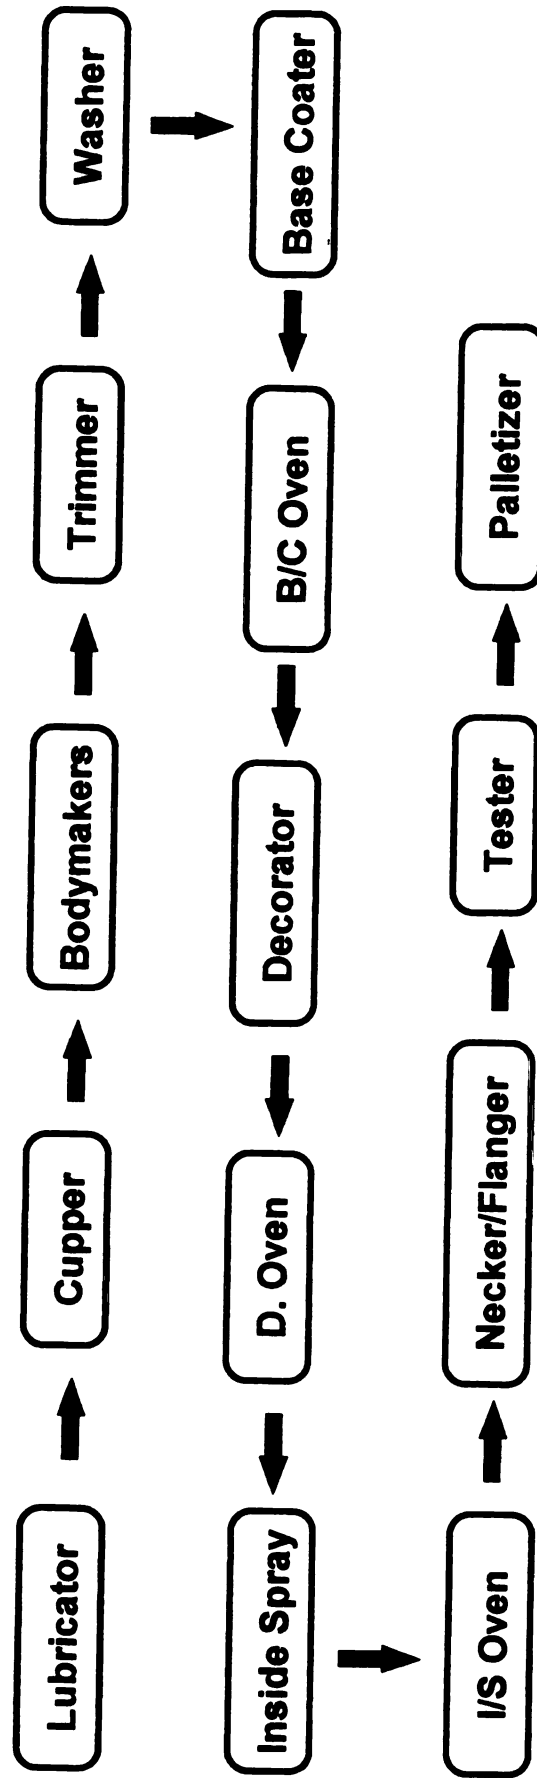 Lubricator
Cupper
Bodymakers
Trimmer
Washer
Base Coater
B/C Oven
Decorator
D. Oven
Inside Spray
I/S Oven
Necker/Flanger
Tester
Palletizer